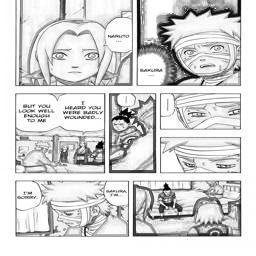 SAKURA
...
NARUTO
...
I
HEARD
YOU WERE
BADLY
WOUNDED...
BUT YOU
LOOK WELL
ENOUGH
TO ME
SAKURA,
I'M...
I'M
SORRY.